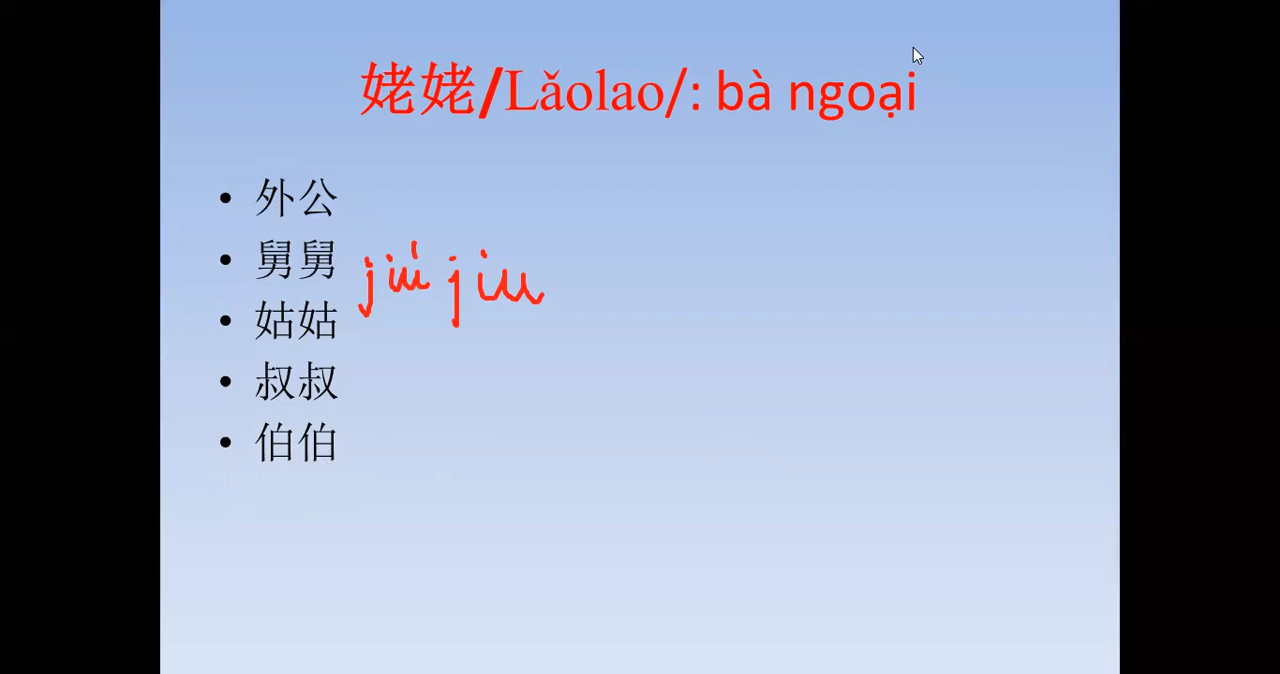 姥姥/Lǎolao/: bà ngoại
• 外公
• 舅舅 jiù jiu
• 姑姑
• 叔叔
• 伯伯